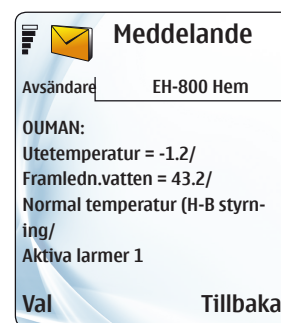 Meddelande
Avsändare EH-800 Hem
OUMAN:
Utetemperatur = -1.2/
Framledn.vatten = 43.2/
Normal temperatur (H-B styrn-
ing/
Aktiva larmer 1
Val Tillbaka